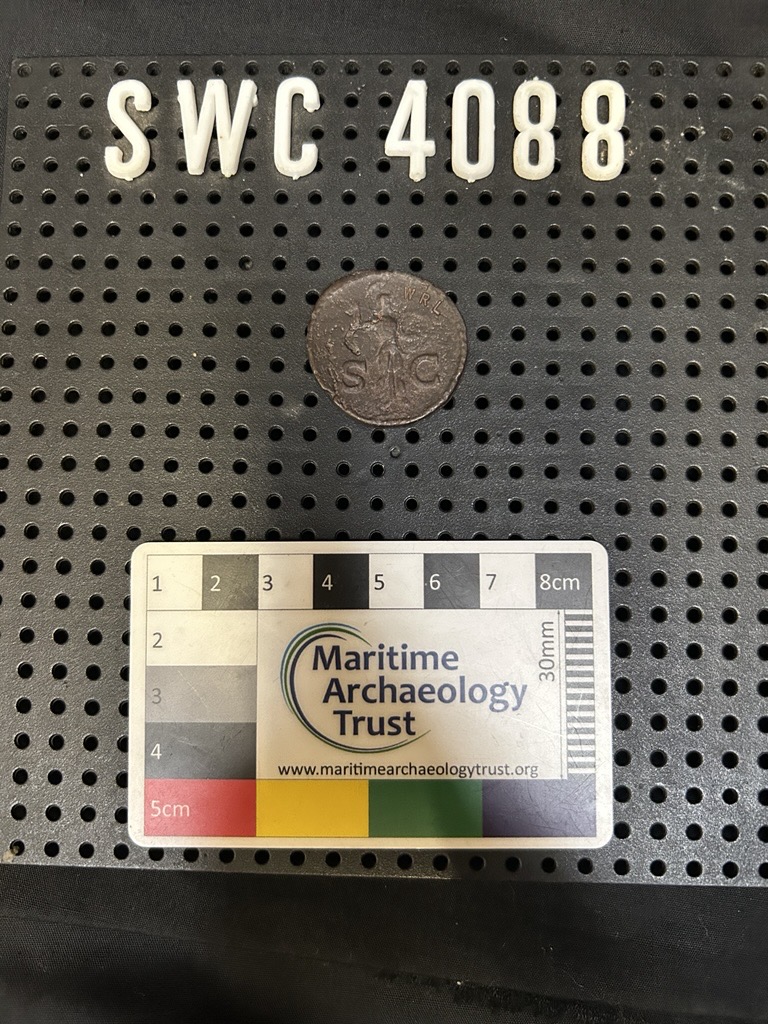 SWC 4088
VRL
S C
1 2 3 4 5 6 7 8cm
2
3
4
5cm
30mm
Maritime
Archaeology
Trust
www.maritimearchaeologytrust.org